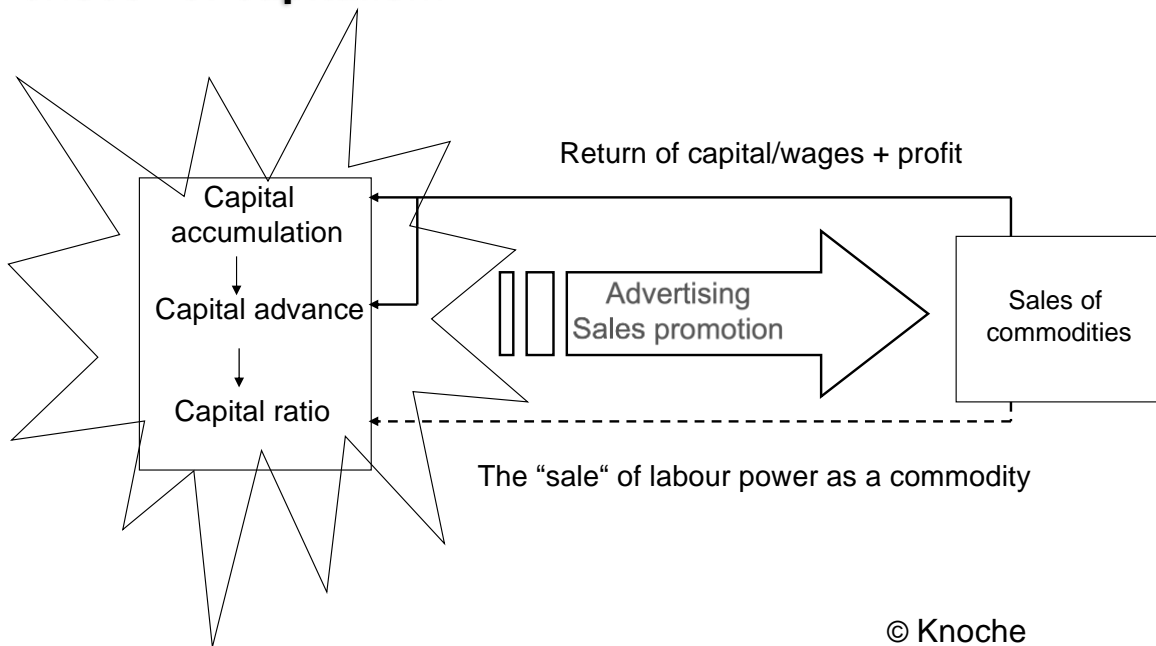 Return of capital/wages + profit
Capital
accumulation
Capital advance
Capital ratio
Advertising
Sales promotion
Sales of
commodities
The “sale“ of labour power as a commodity
© Knoche